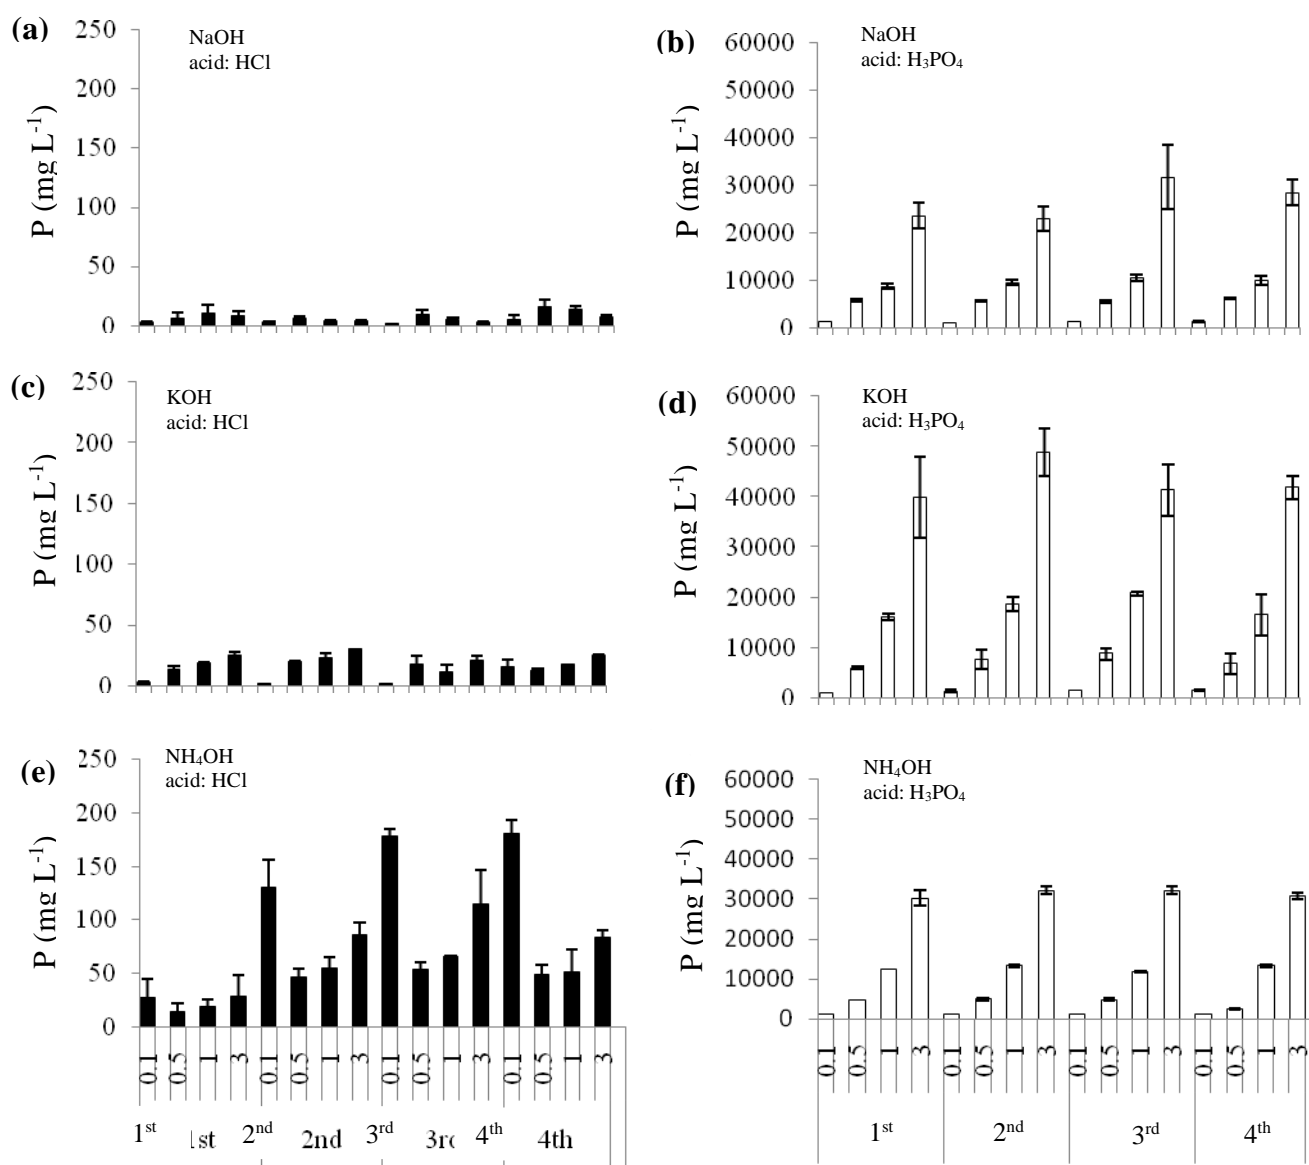 (a)
NaOH
acid: HCl
250
200
150
100
50
0
P (mg L⁻¹)
(b)
NaOH
acid: H₃PO₄
60000
50000
40000
30000
20000
10000
0
P (mg L⁻¹)
(c)
KOH
acid: HCl
250
200
150
100
50
0
P (mg L⁻¹)
(d)
KOH
acid: H₃PO₄
60000
50000
40000
30000
20000
10000
0
P (mg L⁻¹)
(e)
NH₄OH
acid: HCl
250
200
150
100
50
0
P (mg L⁻¹)
0.1 0.5 1 3 0.1 0.5 1 3 0.1 0.5 1 3 0.1 0.5 1 3
1ˢᵗ 1st 2ⁿᵈ 2nd 3ʳᵈ 3r 4ᵗʰ 4th
(f)
NH₄OH
acid: H₃PO₄
60000
50000
40000
30000
20000
10000
0
P (mg L⁻¹)
0.1 0.5 1 3 0.1 0.5 1 3 0.1 0.5 1 3 0.1 0.5 1 3
1ˢᵗ 2ⁿᵈ 3ʳᵈ 4ᵗʰ